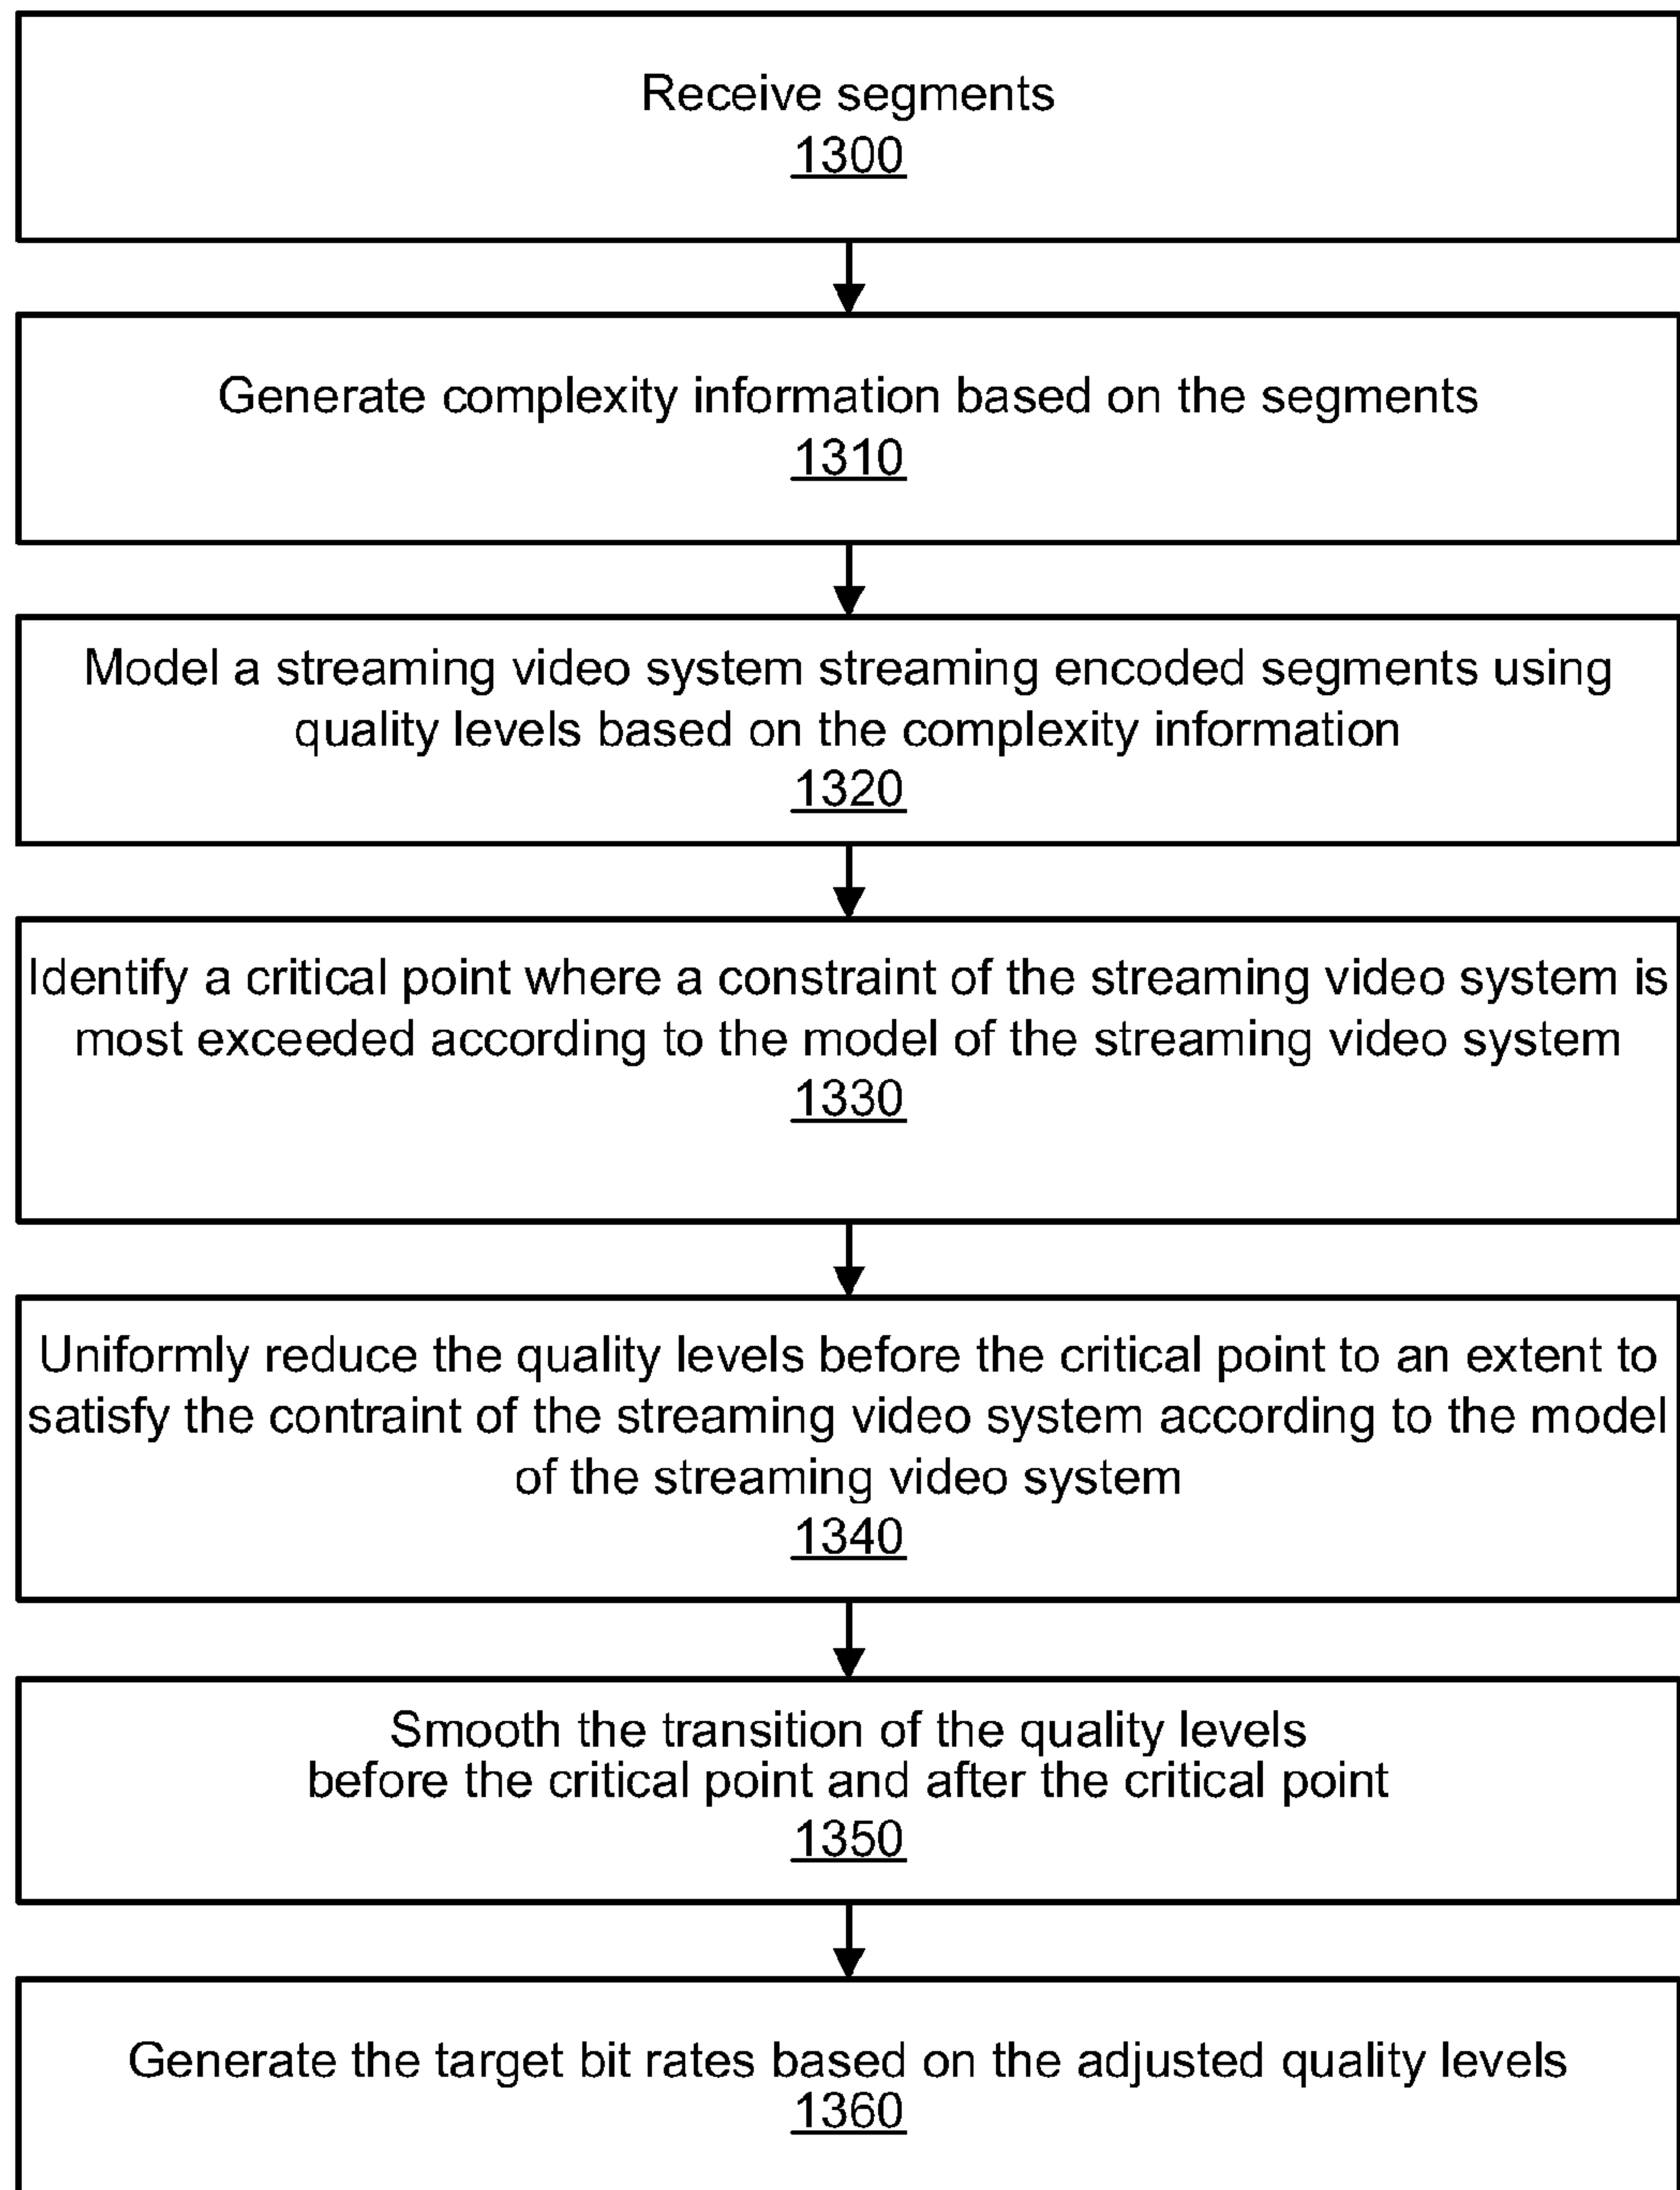 Receive segments
1300
Generate complexity information based on the segments
1310
Model a streaming video system streaming encoded segments using
quality levels based on the complexity information
1320
Identify a critical point where a constraint of the streaming video system is
most exceeded according to the model of the streaming video system
1330
Uniformly reduce the quality levels before the critical point to an extent to
satisfy the contraint of the streaming video system according to the model
of the streaming video system
1340
Smooth the transition of the quality levels
before the critical point and after the critical point
1350
Generate the target bit rates based on the adjusted quality levels
1360